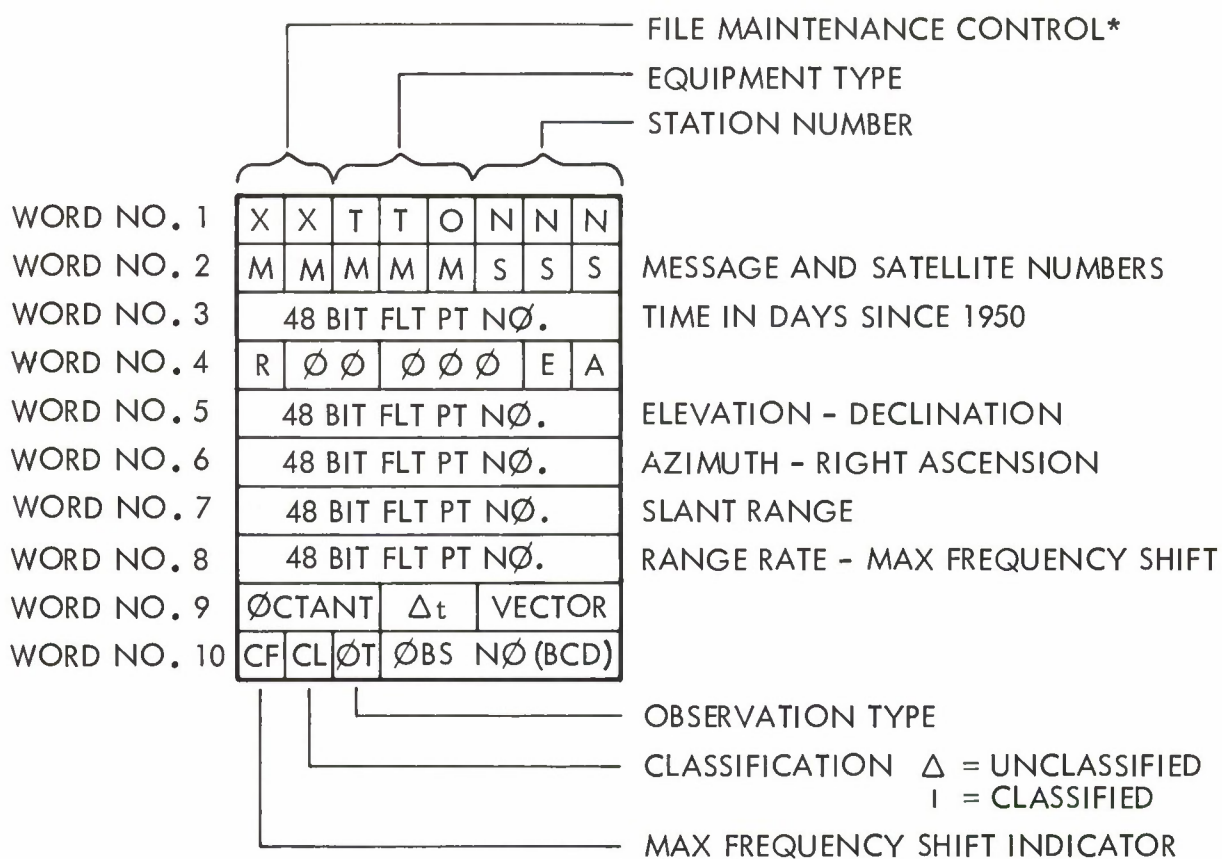 FILE MAINTENANCE CONTROL*
EQUIPMENT TYPE
STATION NUMBER
WORD NO. 1 X X T T O N N N
WORD NO. 2 M M M M M S S S MESSAGE AND SATELLITE NUMBERS
WORD NO. 3 48 BIT FLT PT NØ. TIME IN DAYS SINCE 1950
WORD NO. 4 R Ø Ø Ø Ø Ø E A
WORD NO. 5 48 BIT FLT PT NØ. ELEVATION - DECLINATION
WORD NO. 6 48 BIT FLT PT NØ. AZIMUTH - RIGHT ASCENSION
WORD NO. 7 48 BIT FLT PT NØ. SLANT RANGE
WORD NO. 8 48 BIT FLT PT NØ. RANGE RATE - MAX FREQUENCY SHIFT
WORD NO. 9 ØCTANT Δt VECTOR
WORD NO. 10 CF CL ØT ØBS NØ (BCD)
OBSERVATION TYPE
CLASSIFICATION Δ = UNCLASSIFIED
I = CLASSIFIED
MAX FREQUENCY SHIFT INDICATOR